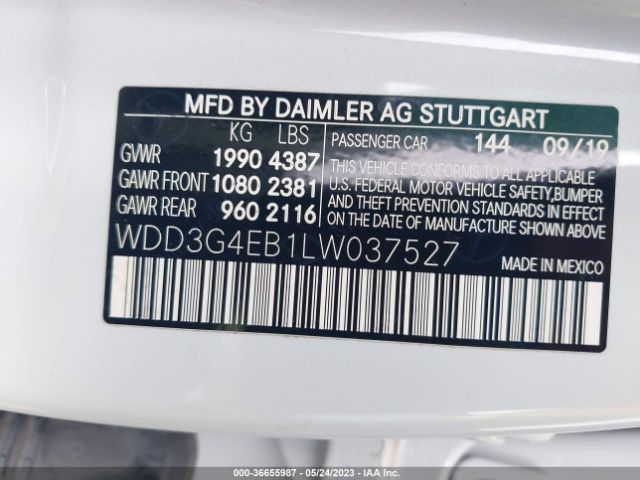 MFD BY DAIMLER AG STUTTGART
KG LBS
GVWR 1990 4387
GAWR FRONT 1080 2381
GAWR REAR 960 2116
PASSENGER CAR 144 09/19
THIS VEHICLE CONFORMS TO ALL APPLICABLE
U.S. FEDERAL MOTOR VEHICLE SAFETY,BUMPER
AND THEFT PREVENTION STANDARDS IN EFFECT
ON THE DATE OF MANUFACTURE SHOWN ABOVE
WDD3G4EB1LW037527
MADE IN MEXICO
000-36655987 - 05/24/2023 - IAA Inc.